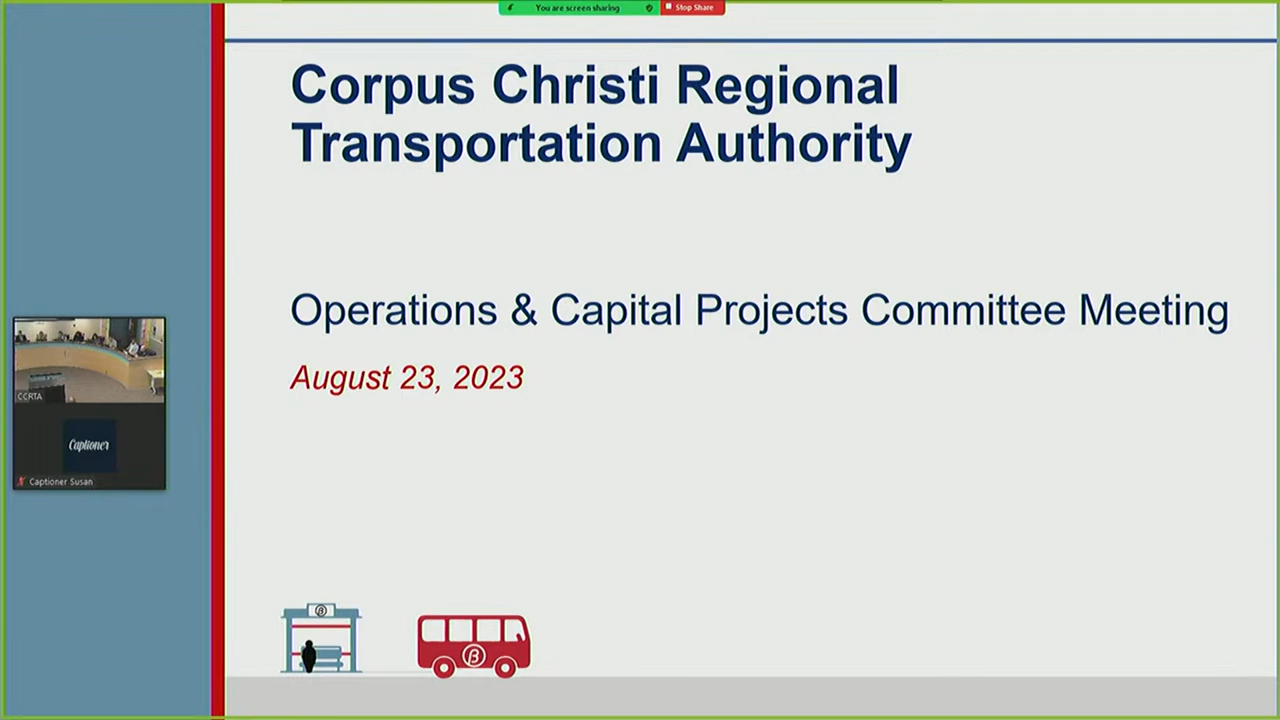 You are screen sharing
Stop Share
Corpus Christi Regional
Transportation Authority
Operations & Capital Projects Committee Meeting
August 23, 2023
CCRTA
Captioner
Captioner Susan